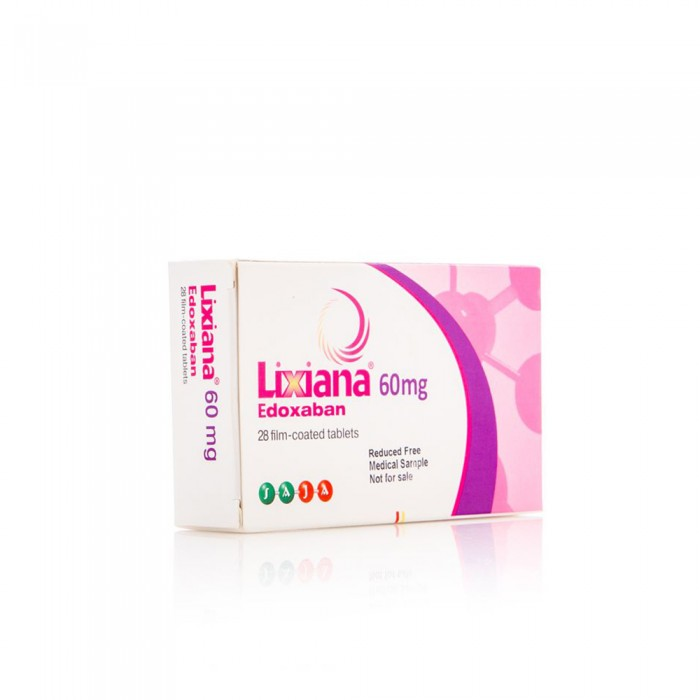 Lixiana® 60 mg
Edoxaban
28 film-coated tablets
Lixiana® 60mg
Edoxaban
28 film-coated tablets
Reduced Free
Medical Sample
Not for sale
SAJA